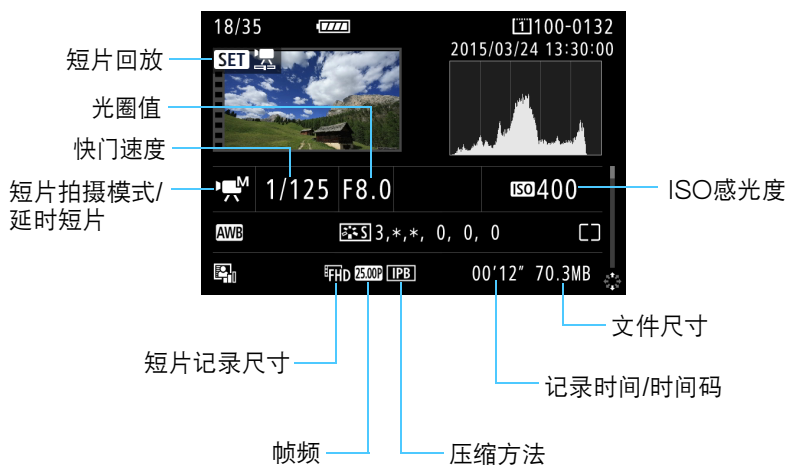 18/35
1 100-0132
2015/03/24 13:30:00
短片回放
SET
光圈值
快门速度
短片拍摄模式/
延时短片
M 1/125 F8.0 ISO 400
ISO感光度
AWB S 3,*,*, 0, 0, 0
FHD 25.00P IPB 00'12" 70.3MB
文件尺寸
短片记录尺寸
记录时间/时间码
帧频
压缩方法